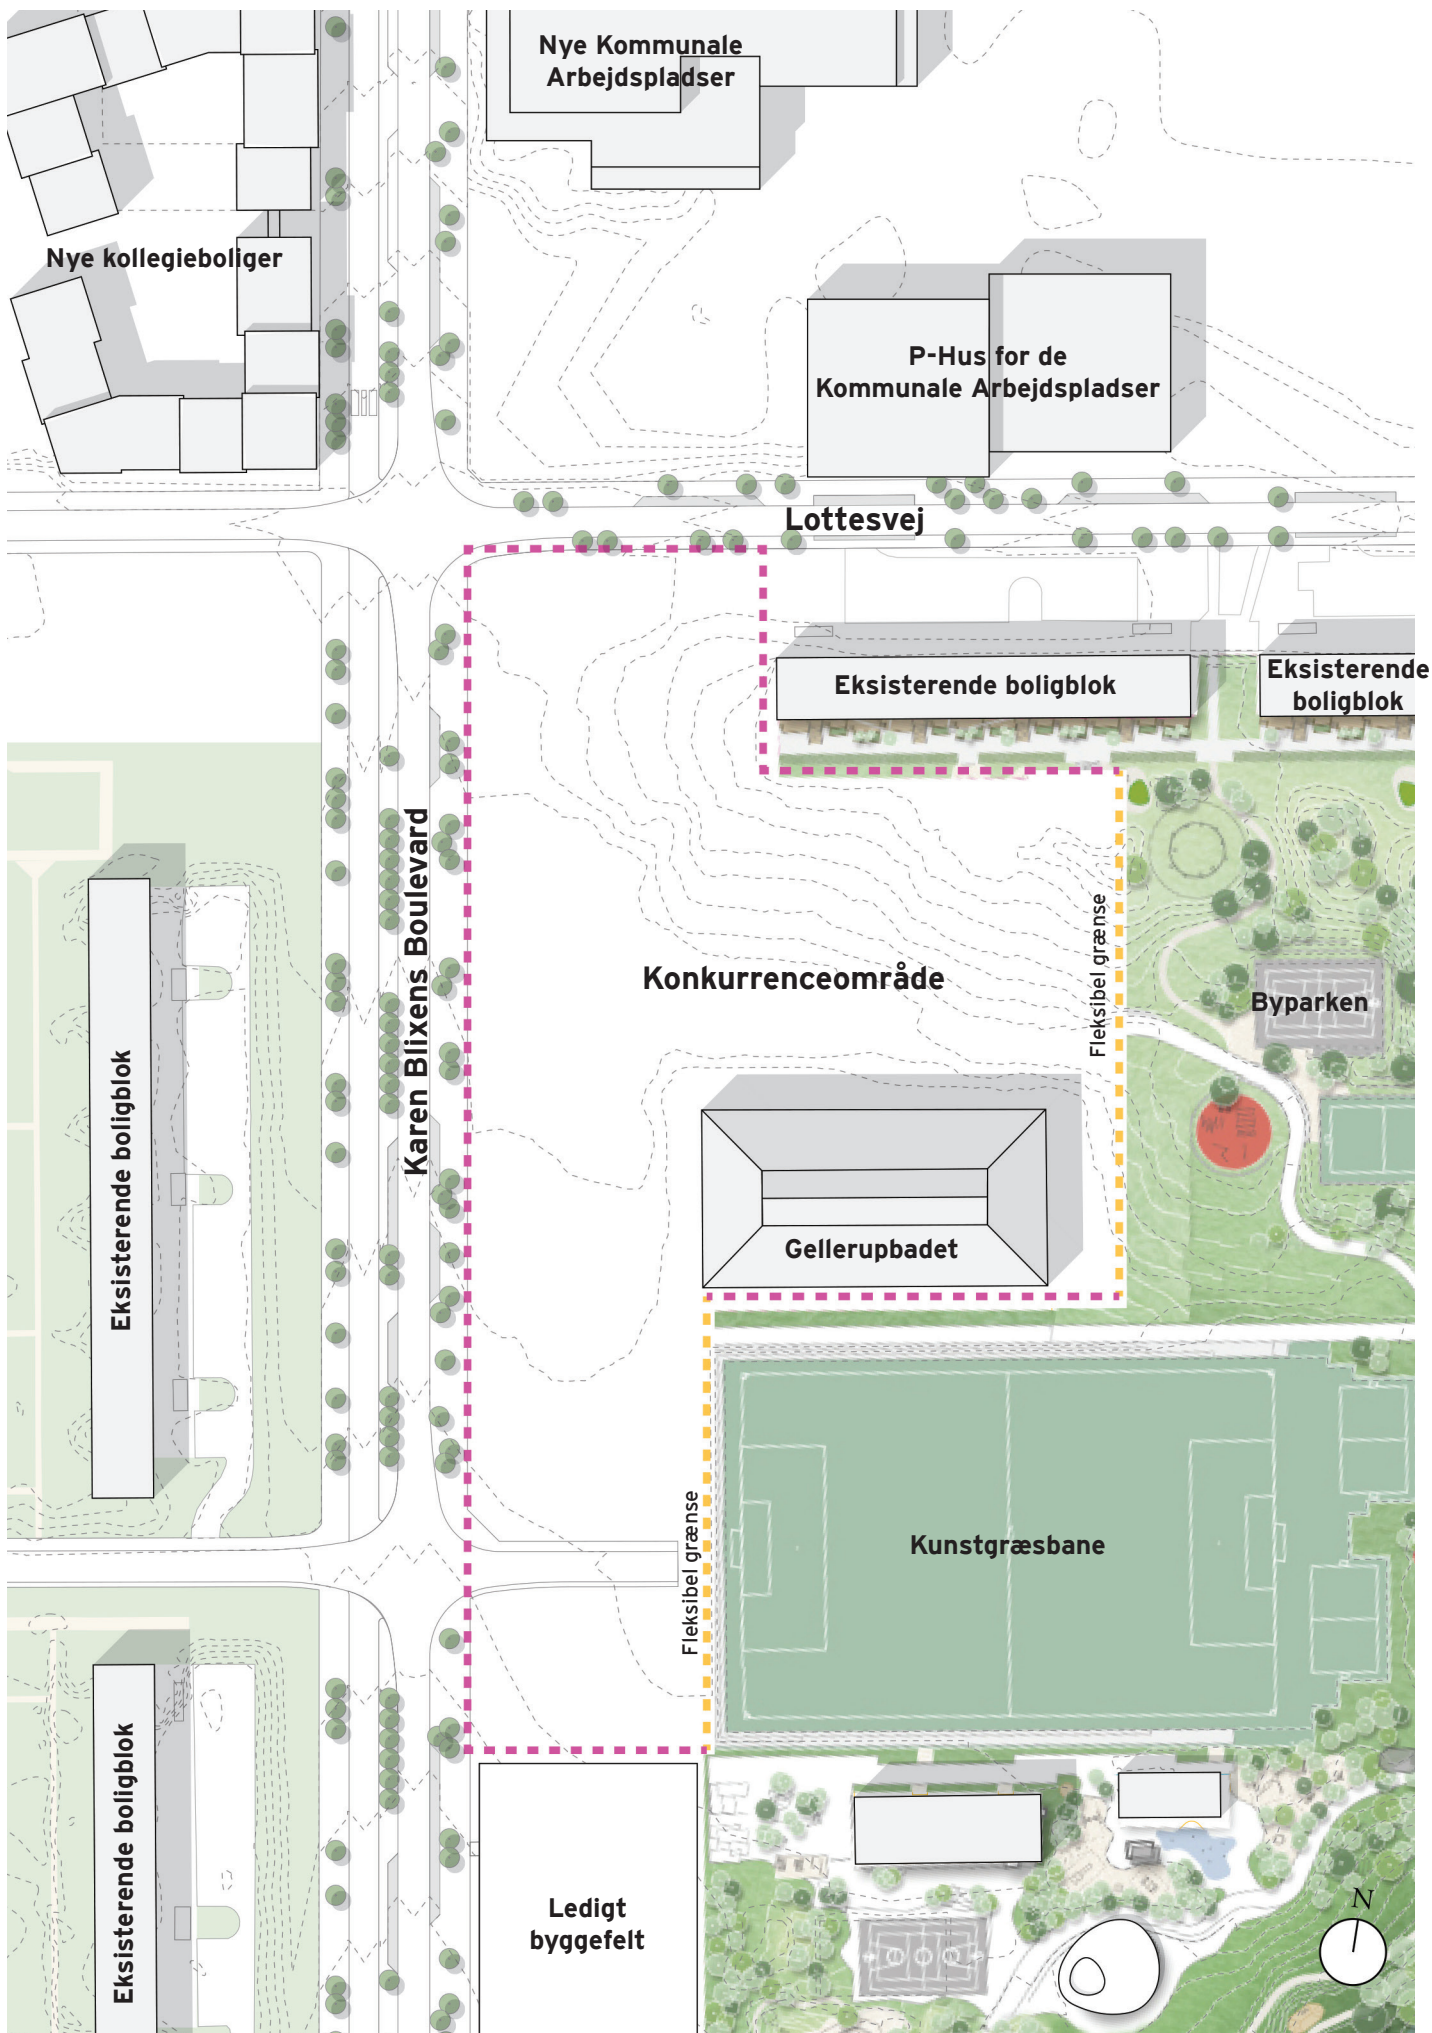 Nye Kommunale
Arbejdspladser
Nye kollegieboliger
P-Hus for de
Kommunale Arbejdspladser
Lottesvej
Eksisterende boligblok
Eksisterende
boligblok
Karen Blixens Boulevard
Fleksibel grænse
Konkurrenceområde
Byparken
Eksisterende boligblok
Gellerupbadet
Fleksibel grænse
Kunstgræsbane
Eksisterende boligblok
Ledigt
byggefelt
N